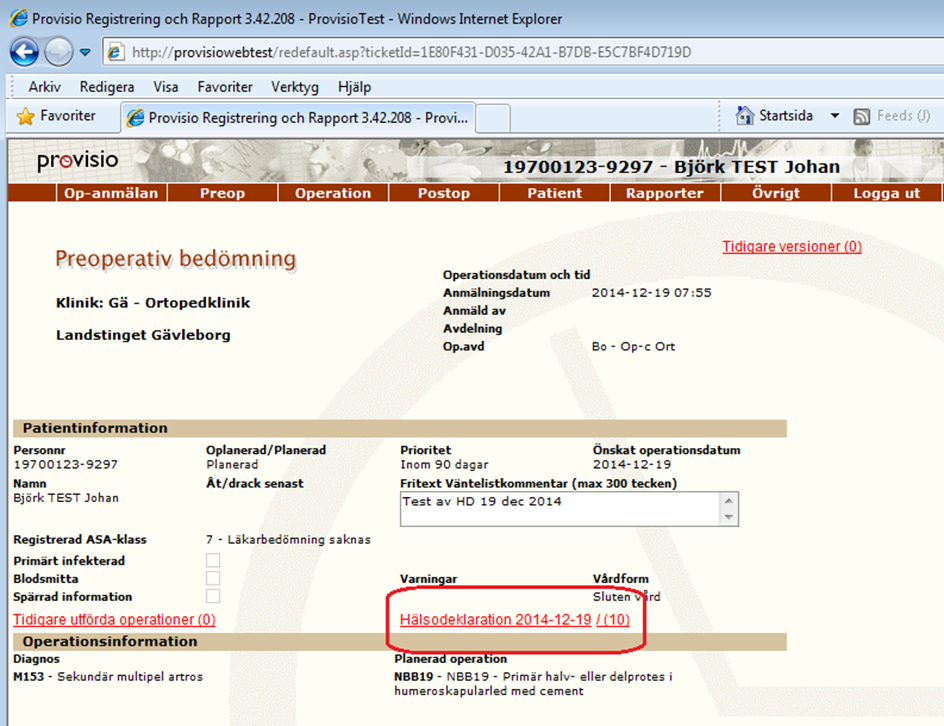 Provisio Registrering och Rapport 3.42.208 - ProvisioTest - Windows Internet Explorer
http://provisiowebtest/redefault.asp?ticketId=1E80F431-D035-42A1-B7DB-E5C7BF4D719D
Arkiv Redigera Visa Favoriter Verktyg Hjälp
Favoriter Provisio Registrering och Rapport 3.42.208 - Provi... Startsida Feeds (J)
provisio 19700123-9297 - Björk TEST Johan
Op-anmälan Preop Operation Postop Patient Rapporter Övrigt Logga ut
Tidigare versioner (0)
Preoperativ bedömning
Operationsdatum och tid
Anmälningsdatum 2014-12-19 07:55
Klinik: Gä - Ortopedklinik
Anmäld av
Avdelning
Landstinget Gävleborg
Op.avd Bo - Op-c Ort
Patientinformation
Personnr Oplanerad/Planerad Prioritet Önskat operationsdatum
19700123-9297 Planerad Inom 90 dagar 2014-12-19
Namn Åt/drack senast Fritext Väntelistkommentar (max 300 tecken)
Björk TEST Johan Test av HD 19 dec 2014
Registrerad ASA-klass 7 - Läkarbedömning saknas
Primärt infekterad
Blodsmitta Varningar Vårdform
Spärrad information Sluten vård
Tidigare utförda operationer (0) Hälsodeklaration 2014-12-19 / (10)
Operationsinformation
Diagnos Planerad operation
M153 - Sekundär multipel artros NBB19 - NBB19 - Primär halv- eller delprotes i
humeroskapularled med cement